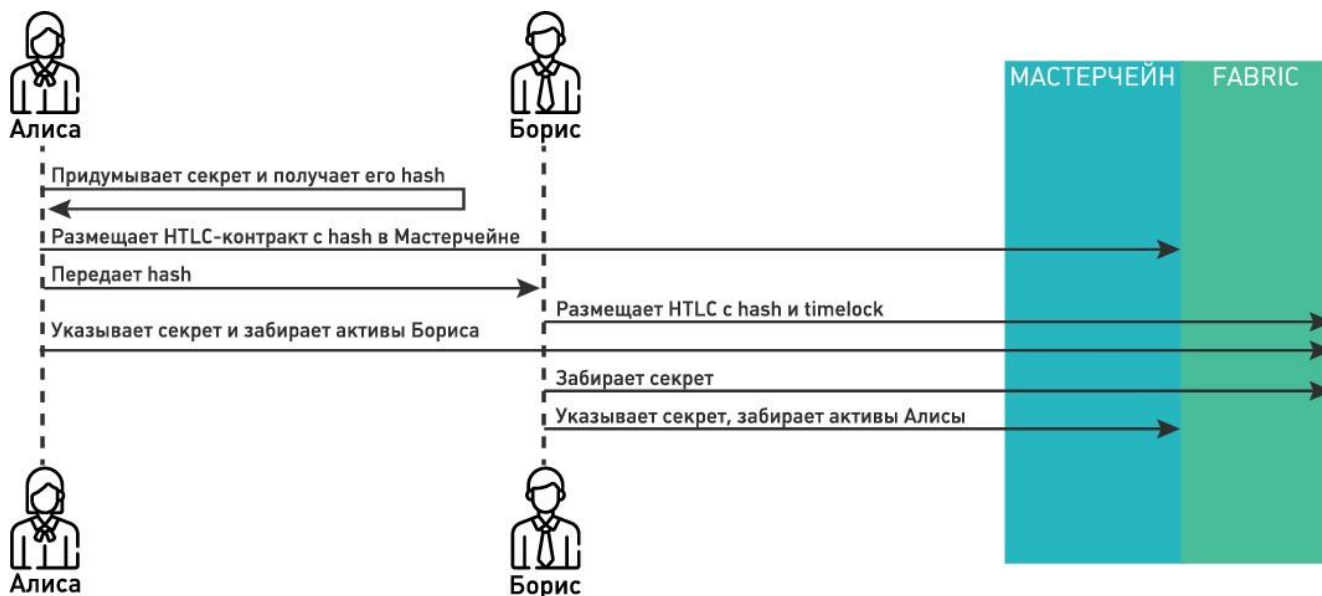 МАСТЕРЧЕЙН
FABRIC
Алиса
Борис
Придумывает секрет и получает его hash
Размещает HTLC-контракт с hash в Мастерчейне
Передает hash
Размещает HTLC с hash и timelock
Указывает секрет и забирает активы Бориса
Забирает секрет
Указывает секрет, забирает активы Алисы
Алиса
Борис